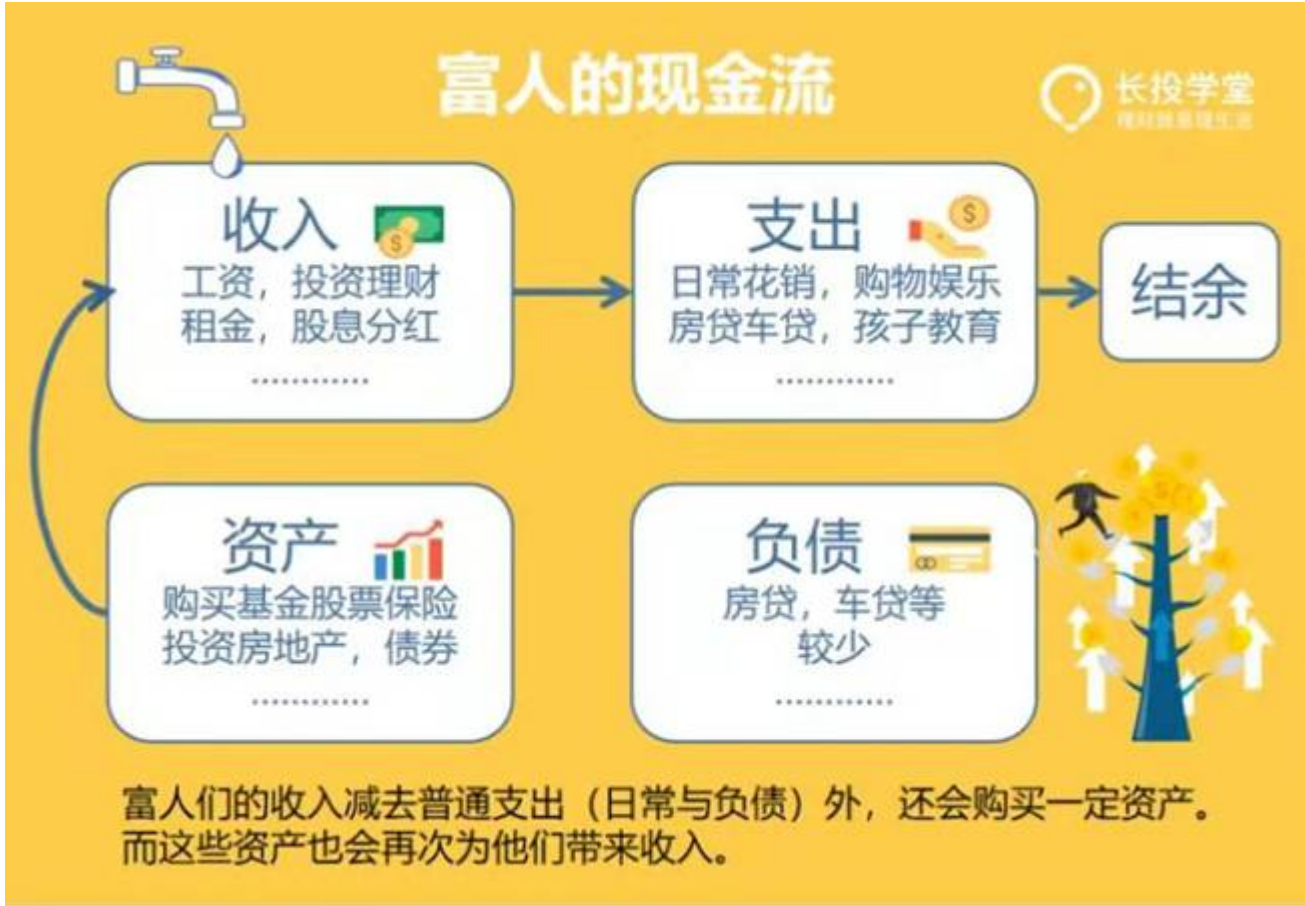 富人的现金流
长投学堂
收入
工资，投资理财
租金，股息分红
............
支出
日常花销，购物娱乐
房贷车贷，孩子教育
............
结余
资产
购买基金股票保险
投资房地产，债券
............
负债
房贷，车贷等
较少
............
富人们的收入减去普通支出（日常与负债）外，还会购买一定资产。
而这些资产也会再次为他们带来收入。